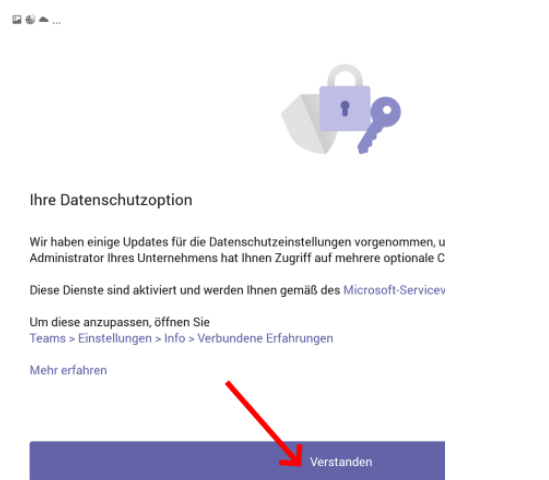 ...
Ihre Datenschutzoption
Wir haben einige Updates für die Datenschutzeinstellungen vorgenommen, u
Administrator Ihres Unternehmens hat Ihnen Zugriff auf mehrere optionale C
Diese Dienste sind aktiviert und werden Ihnen gemäß des Microsoft-Servicev
Um diese anzupassen, öffnen Sie
Teams > Einstellungen > Info > Verbundene Erfahrungen
Mehr erfahren
Verstanden